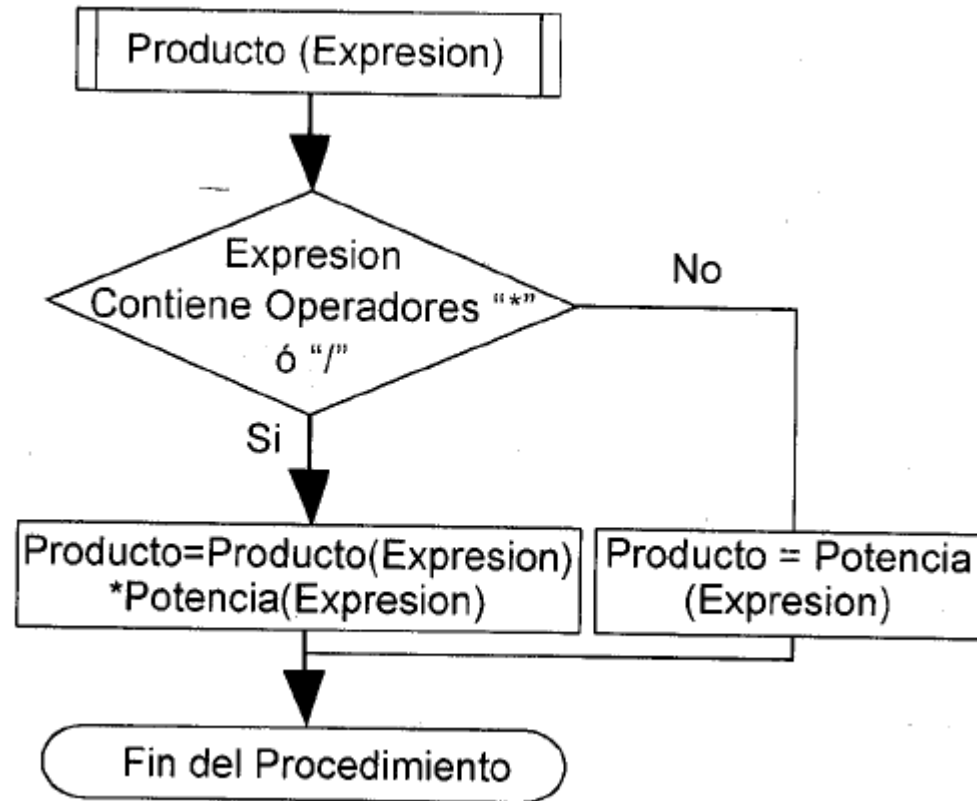 Producto (Expresion)
Expresion
Contiene Operadores “*”
ó “/”
No
Si
Producto=Producto(Expresion)
*Potencia(Expresion)
Producto = Potencia
(Expresion)
Fin del Procedimiento